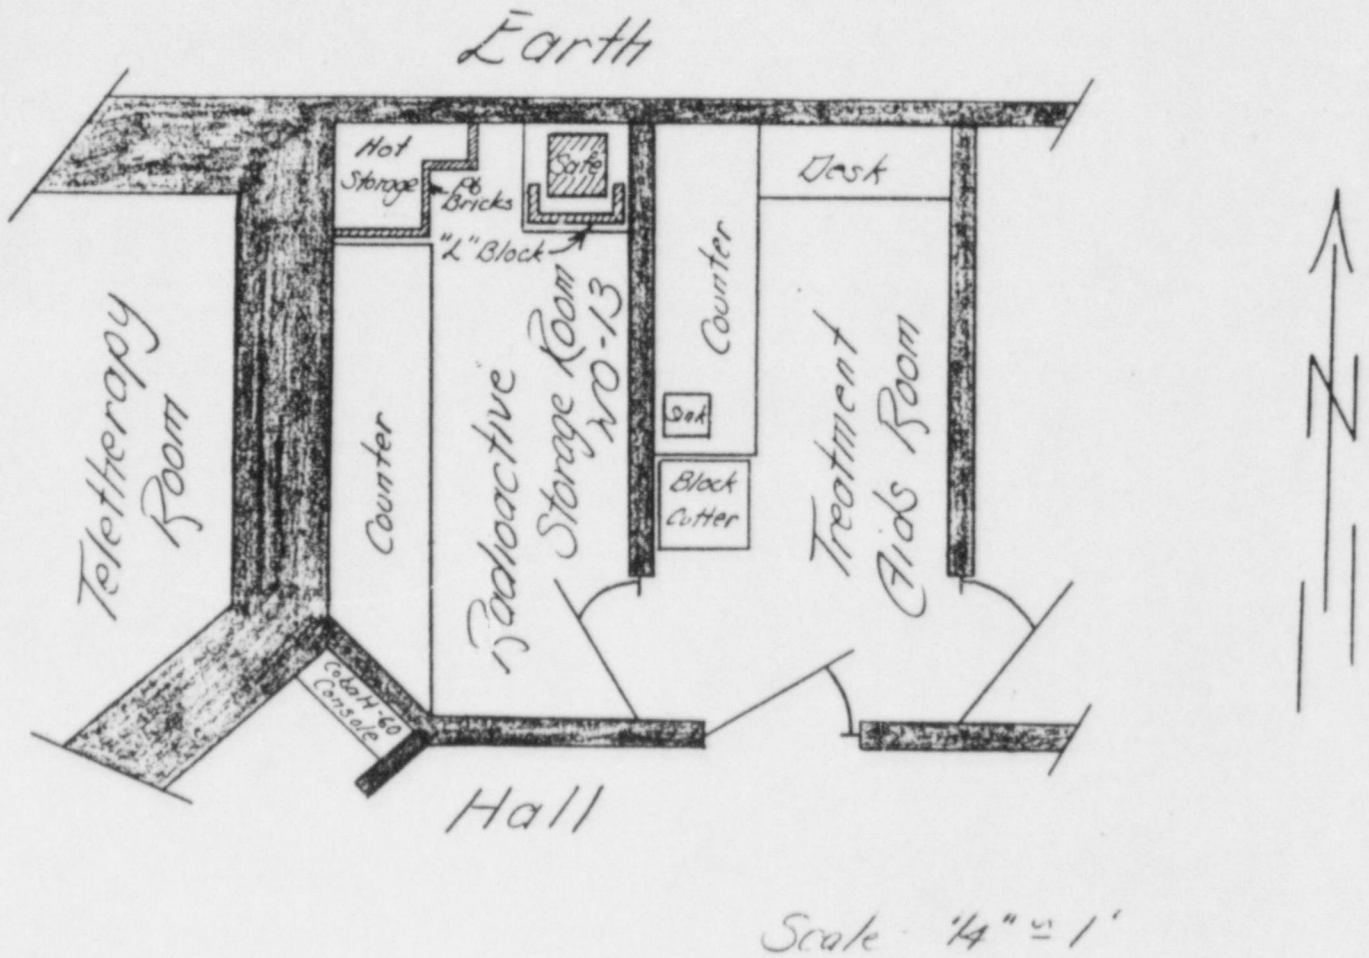 Earth
Hot
Storage
Pb
Bricks
Safe
"L" Block
Desk
Counter
Sink
Block
Cutter
Treatment
Aids Room
Radioactive
Storage Room
NO-13
Counter
Teletherapy
Room
Cobalt-60
Console
Hall
N
Scale 1/4" ≃ 1'